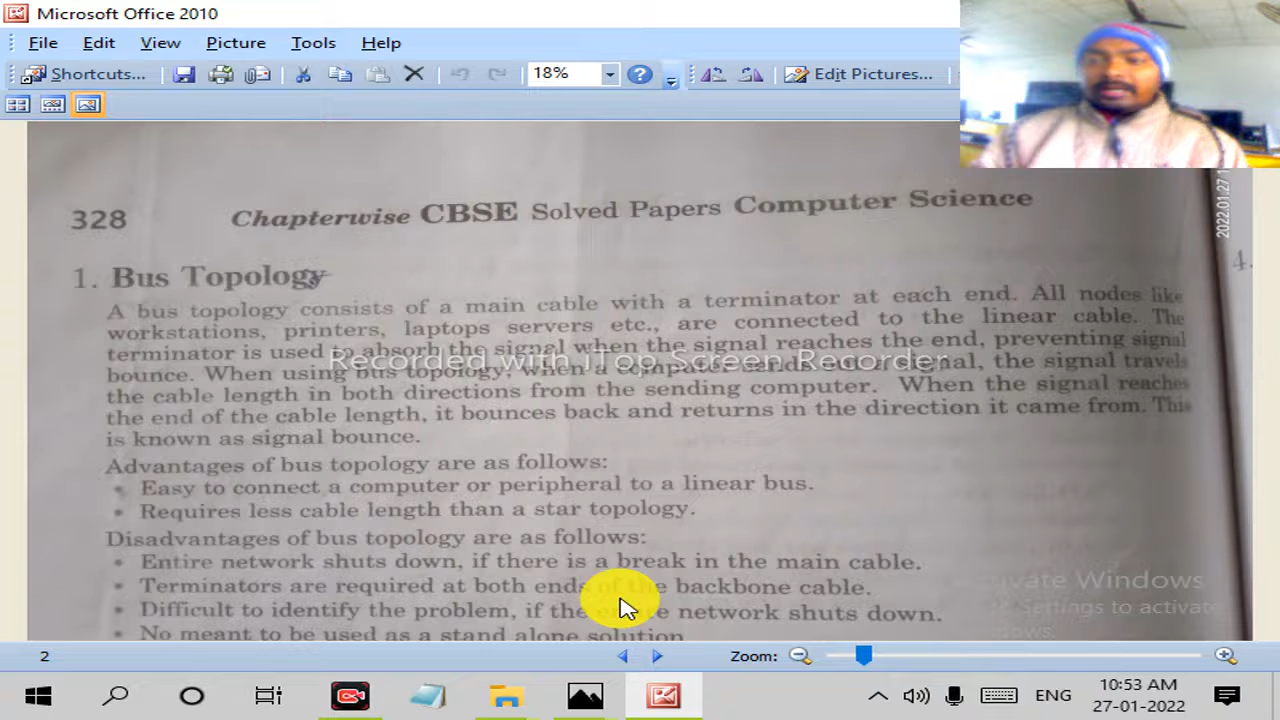 Microsoft Office 2010
File Edit View Picture Tools Help
Shortcuts... 18% Edit Pictures...
2022.01.27 1
328 Chapterwise CBSE Solved Papers Computer Science
4.
1. Bus Topology
A bus topology consists of a main cable with a terminator at each end. All nodes like
workstations, printers, laptops servers etc., are connected to the linear cable. The
terminator is used to absorb the signal when the signal reaches the end, preventing signal
Recorded with iTop Screen Recorder
bounce. When using bus topology, when a computer sends out a signal, the signal travels
the cable length in both directions from the sending computer. When the signal reaches
the end of the cable length, it bounces back and returns in the direction it came from. This
is known as signal bounce.
Advantages of bus topology are as follows:
• Easy to connect a computer or peripheral to a linear bus.
• Requires less cable length than a star topology.
Disadvantages of bus topology are as follows:
• Entire network shuts down, if there is a break in the main cable.
• Terminators are required at both ends of the backbone cable.
• Difficult to identify the problem, if the entire network shuts down.
• No meant to be used as a stand alone solution
ivate Windows
Settings to activate
dows.
2 Zoom:
ENG 10:53 AM
27-01-2022